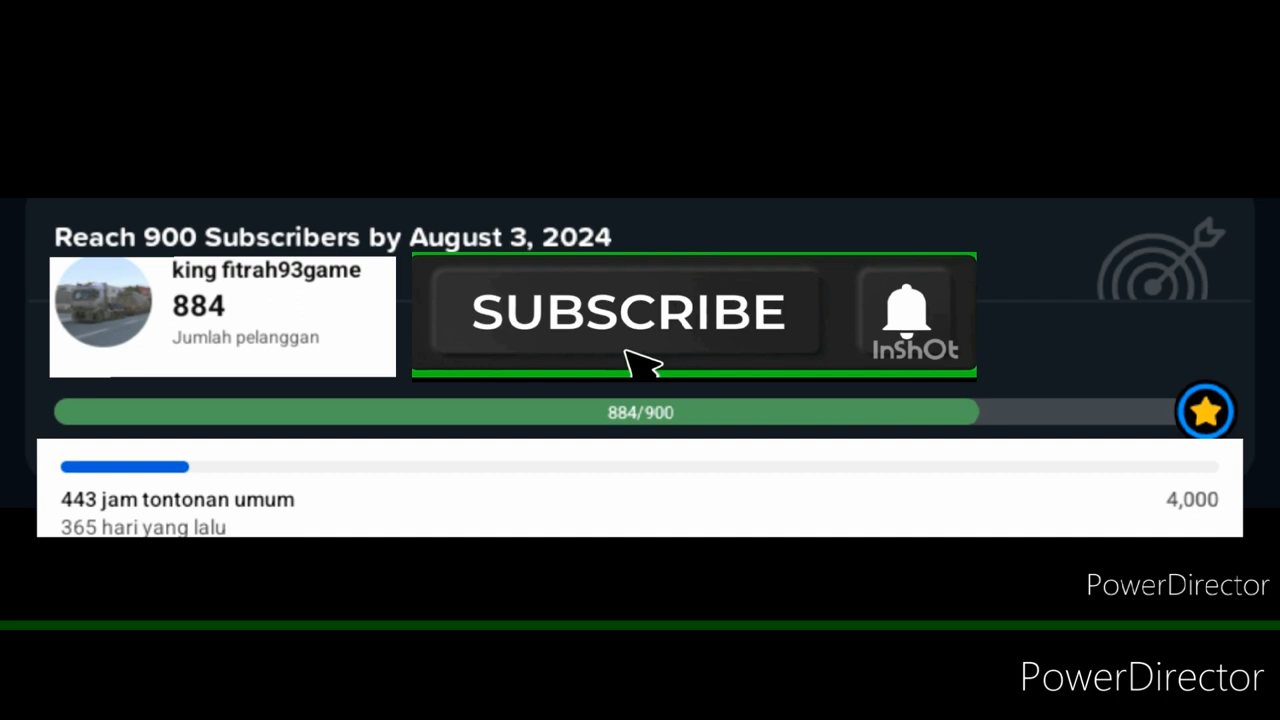 Reach 900 Subscribers by August 3, 2024
king fitrah93game
884
Jumlah pelanggan
SUBSCRIBE
InShOt
884/900
443 jam tontonan umum
4,000
365 hari yang lalu
PowerDirector
PowerDirector